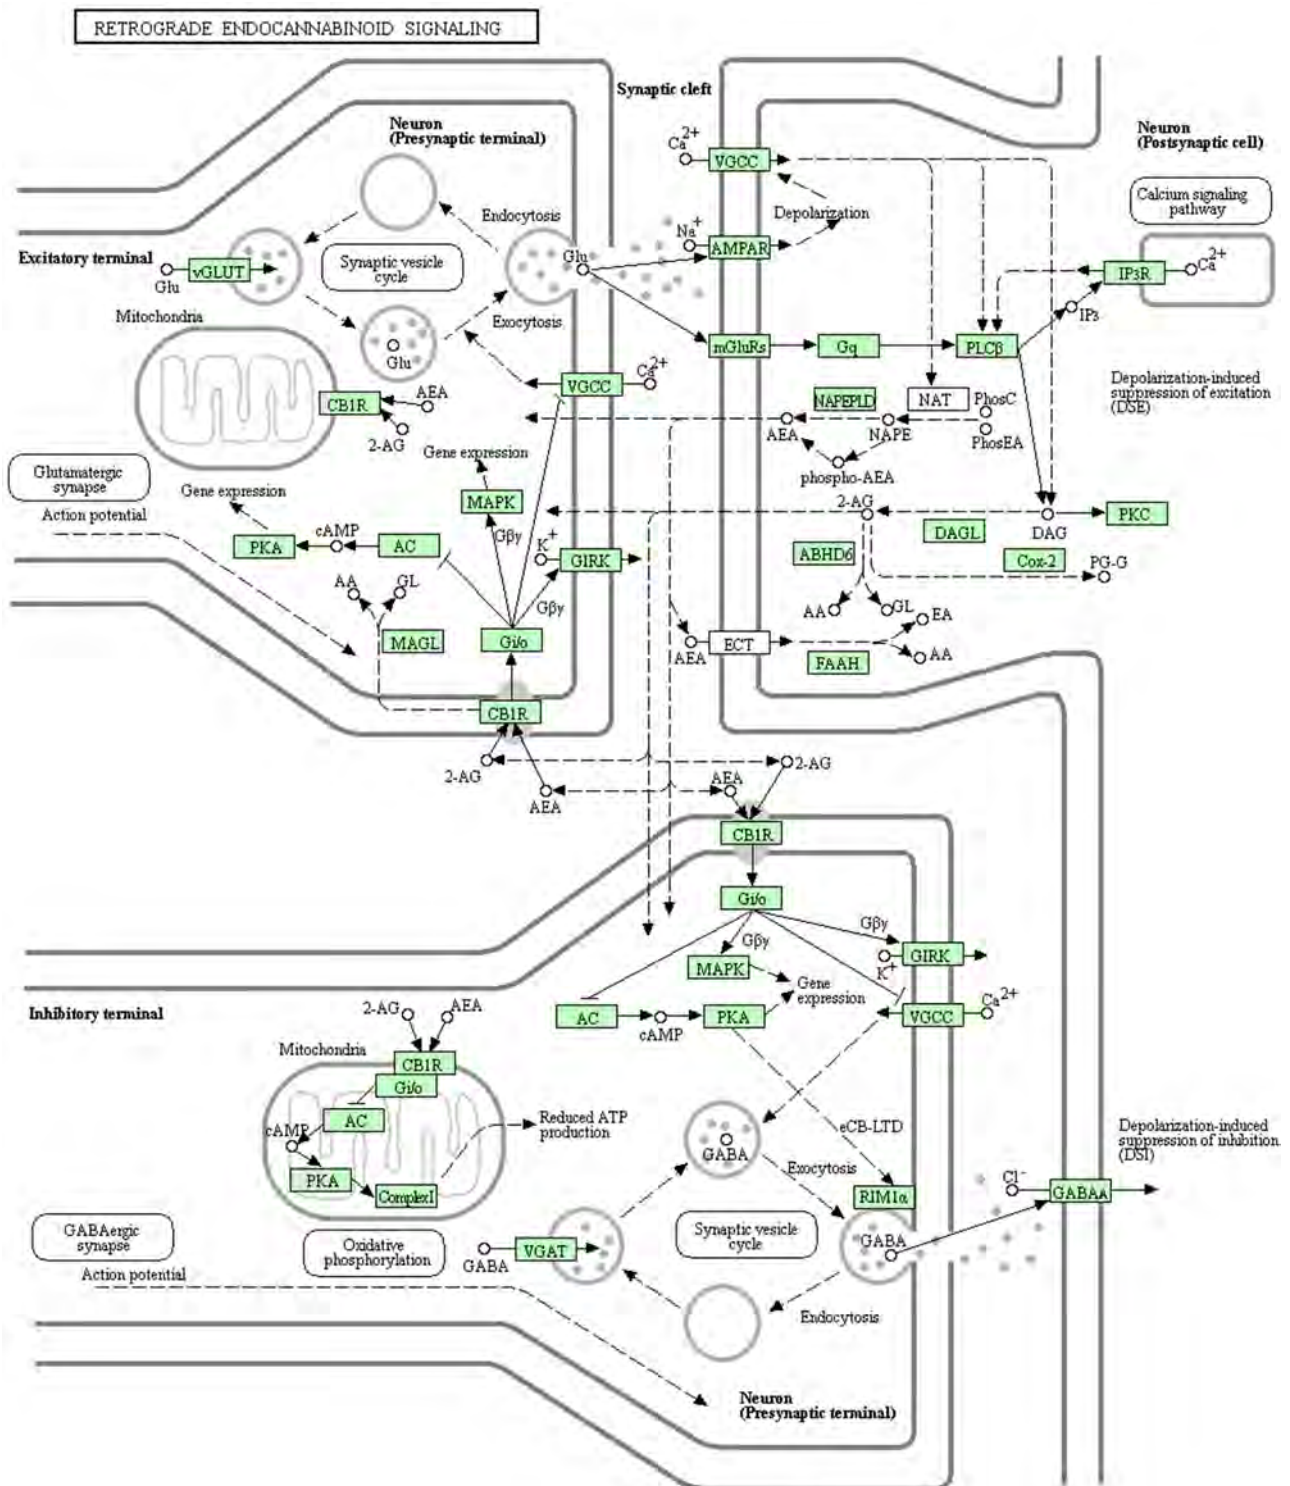 RETROGRADE ENDOCANNABINOID SIGNALING
Synaptic cleft
Neuron
(Presynaptic terminal)
Neuron
(Postsynaptic cell)
Ca2+
VGCC
Calcium signaling
pathway
Depolarization
Endocytosis
Na+
AMPAR
Excitatory terminal
vGLUT
Glu
Synaptic vesicle
cycle
Glu
IP3R
Ca2+
Mitochondria
Exocytosis
Glu
IP3
mGluRs
Gq
PLCβ
VGCC
Ca2+
Depolarization-induced
suppression of excitation
(DSE)
CB1R
AEA
2-AG
NAPEPLD
NAT
PhosC
AEA
NAPE
PhosEA
Gene expression
phospho-AEA
Glutamatergic
synapse
Gene expression
MAPK
2-AG
Action potential
cAMP
Gβγ
K+
DAGL
DAG
PKC
PKA
AC
GIRK
ABHD6
Cox-2
PG-G
AA
GL
Gβγ
AA
GL
EA
MAGL
Gi/o
AEA
ECT
FAAH
AA
CB1R
2-AG
AEA
AEA
2-AG
CB1R
Gi/o
Gβγ
Gβγ
MAPK
K+
GIRK
Gene
expression
Inhibitory terminal
2-AG
AEA
AC
cAMP
PKA
VGCC
Ca2+
Mitochondria
CB1R
Gi/o
AC
Reduced ATP
production
cAMP
PKA
ComplexI
GABA
eCB-LTD
Exocytosis
Depolarization-induced
suppression of inhibition
(DSI)
RIM1α
Cl-
GABAA
GABAergic
synapse
Oxidative
phosphorylation
GABA
VGAT
Synaptic vesicle
cycle
GABA
Action potential
Endocytosis
Neuron
(Presynaptic terminal)